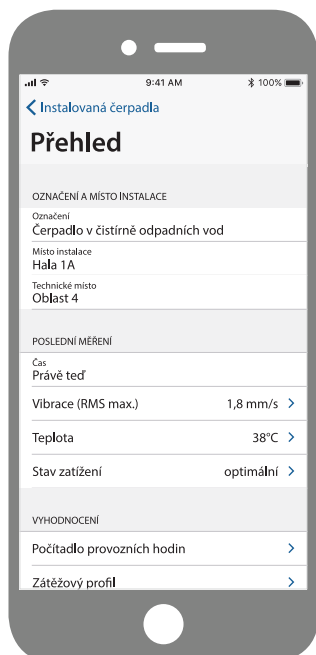 9:41 AM 100%
Instalovaná čerpadla
Přehled
OZNAČENÍ A MÍSTO INSTALACE
Označení
Čerpadlo v čistírně odpadních vod
Místo instalace
Hala 1A
Technické místo
Oblast 4
POSLEDNÍ MĚŘENÍ
Čas
Právě teď
Vibrace (RMS max.) 1,8 mm/s
Teplota 38°C
Stav zatížení optimální
VYHODNOCENÍ
Počítadlo provozních hodin
Zátěžový profil